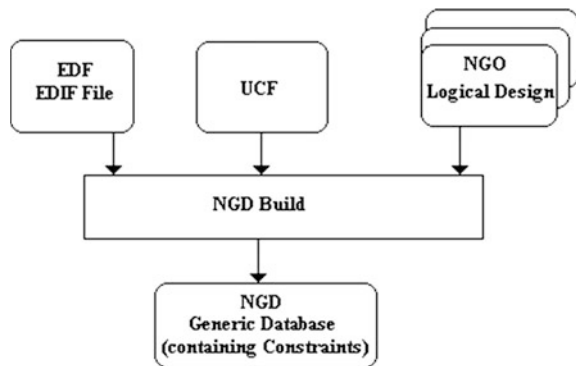 EDF
EDIF File
UCF
NGO
Logical Design
NGD Build
NGD
Generic Database
(containing Constraints)